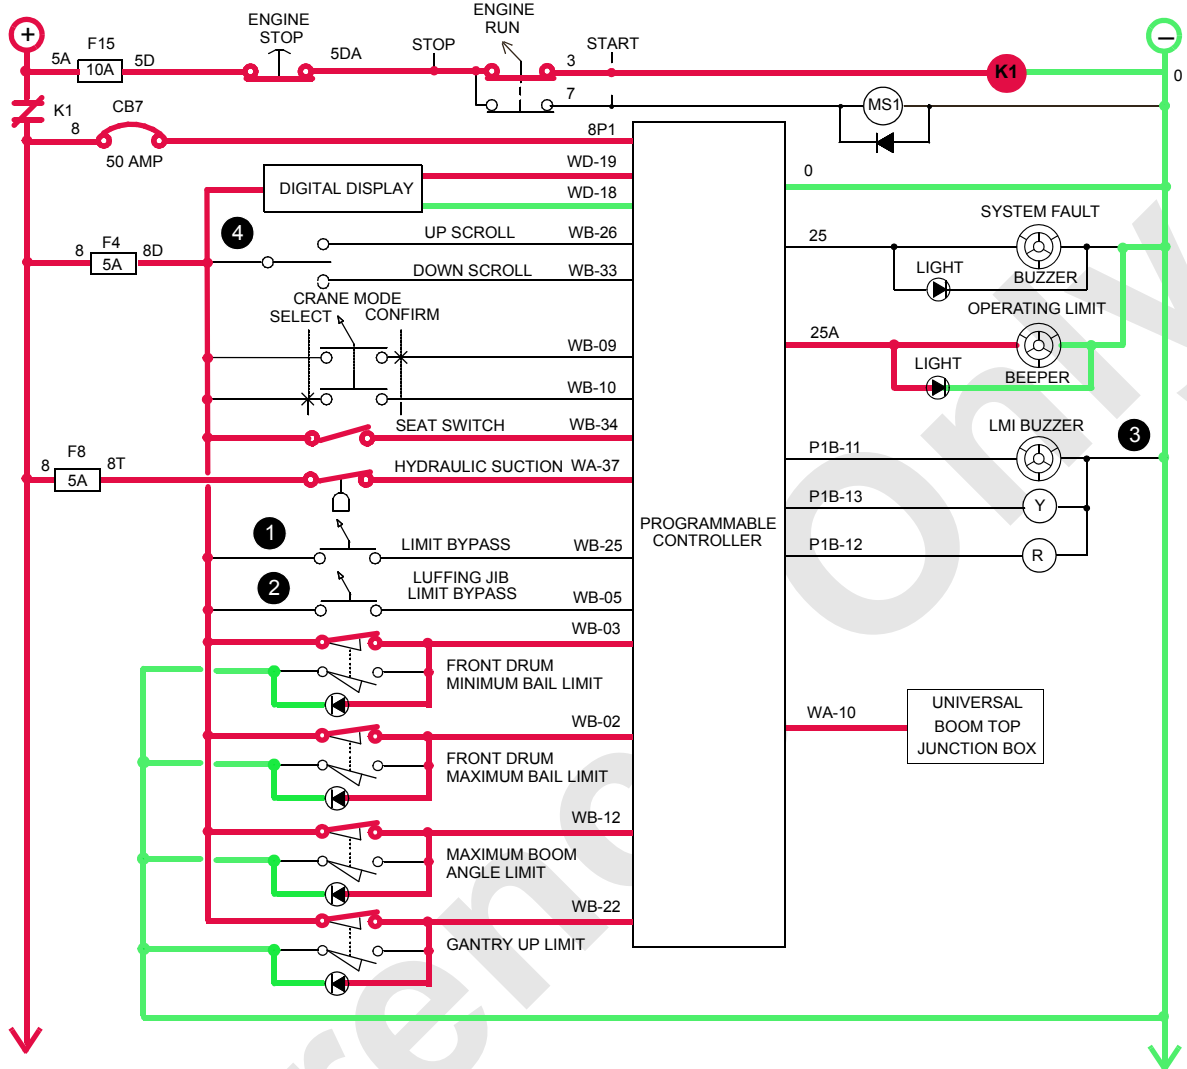 ENGINE
STOP
ENGINE
RUN
+
5A
F15
10A
5D
5DA
STOP
3
START
K1
−
0
K1
7
MS1
8
CB7
50 AMP
8P1
WD-19
DIGITAL DISPLAY
WD-18
0
4
UP SCROLL
WB-26
25
SYSTEM FAULT
8
F4
5A
8D
DOWN SCROLL
WB-33
LIGHT
BUZZER
CRANE MODE
SELECT
CONFIRM
OPERATING LIMIT
WB-09
25A
LIGHT
BEEPER
WB-10
SEAT SWITCH
WB-34
LMI BUZZER
3
8
F8
5A
8T
HYDRAULIC SUCTION
WA-37
P1B-11
P1B-13
Y
PROGRAMMABLE
CONTROLLER
1
LIMIT BYPASS
WB-25
P1B-12
R
2
LUFFING JIB
LIMIT BYPASS
WB-05
WB-03
FRONT DRUM
MINIMUM BAIL LIMIT
WB-02
WA-10
UNIVERSAL
BOOM TOP
JUNCTION BOX
FRONT DRUM
MAXIMUM BAIL LIMIT
WB-12
MAXIMUM BOOM
ANGLE LIMIT
WB-22
GANTRY UP LIMIT
Only